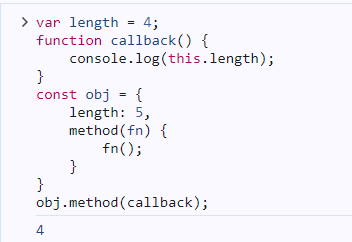 > var length = 4;
function callback() {
    console.log(this.length);
}
const obj = {
    length: 5,
    method(fn) {
        fn();
    }
}
obj.method(callback);
4